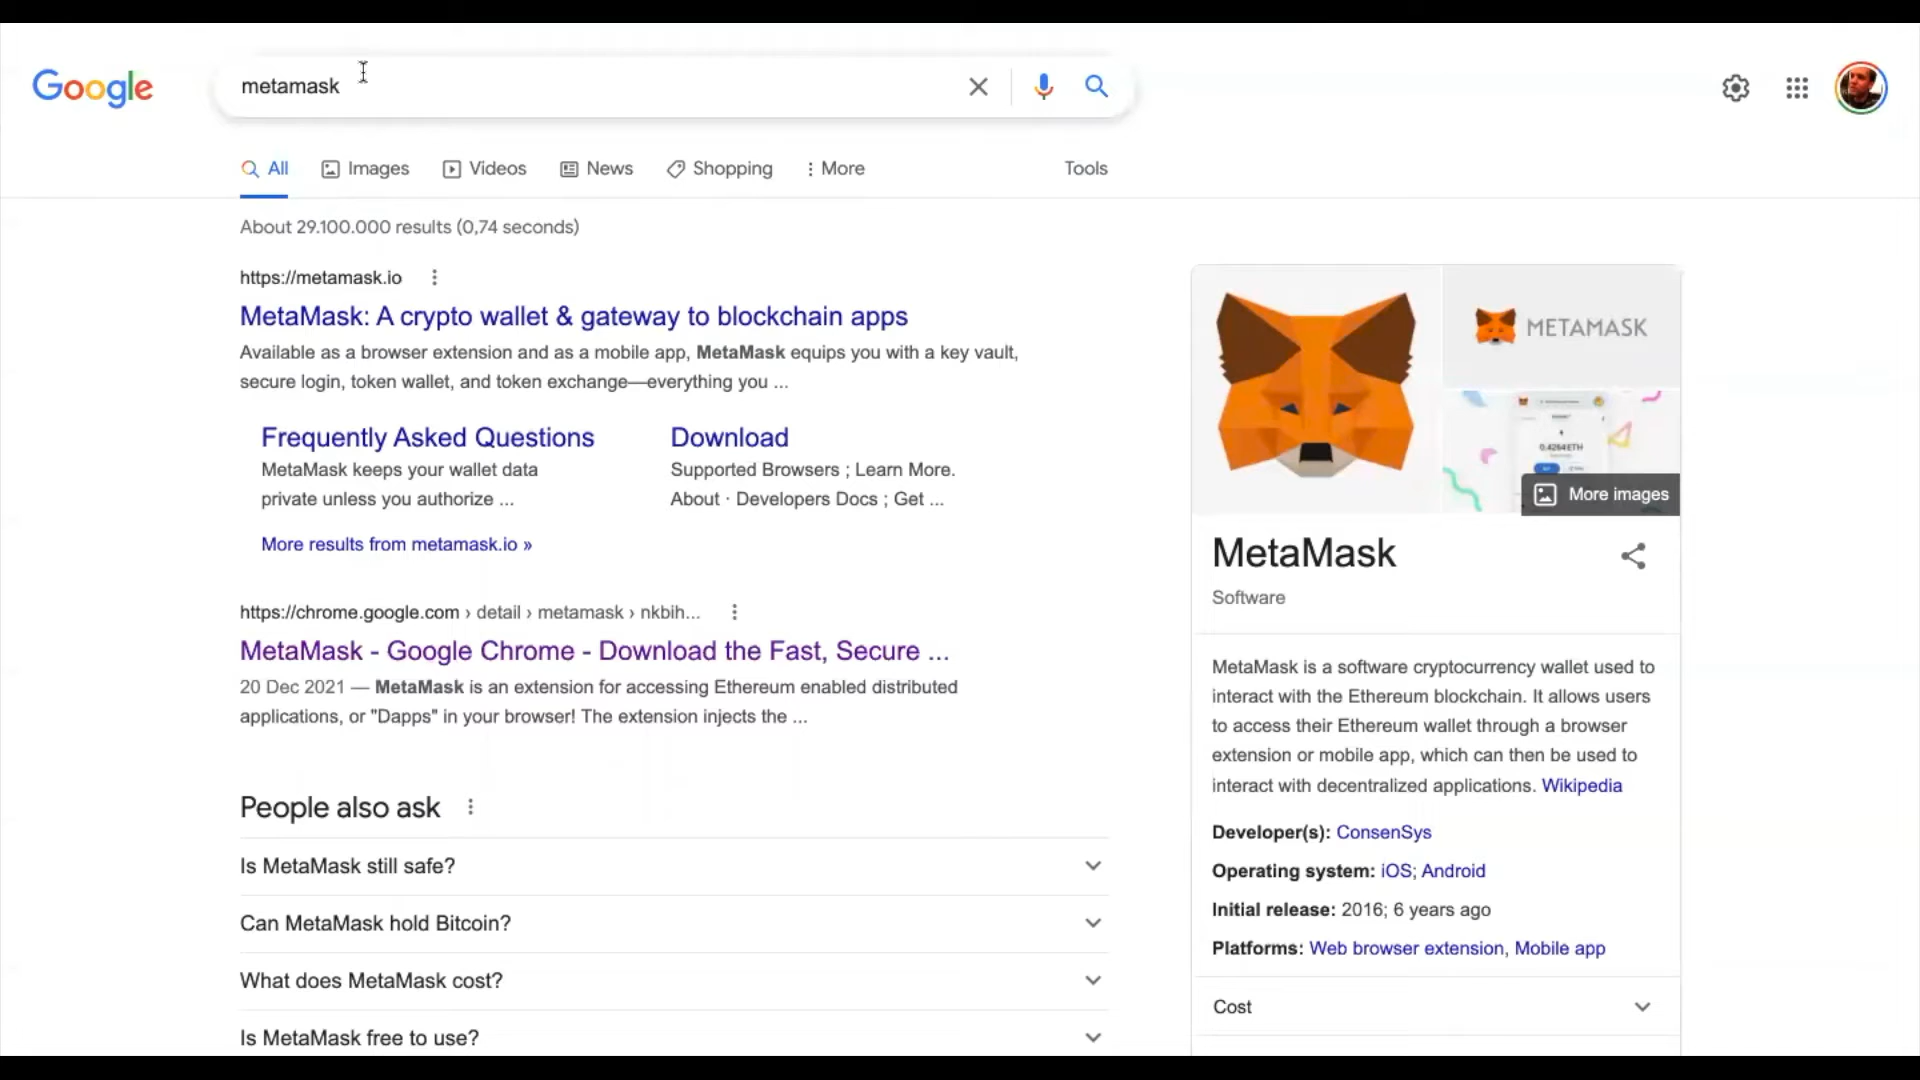 Google
metamask
All
Images
Videos
News
Shopping
More
Tools
About 29.100.000 results (0,74 seconds)
https://metamask.io
MetaMask: A crypto wallet & gateway to blockchain apps
Available as a browser extension and as a mobile app, MetaMask equips you with a key vault,
secure login, token wallet, and token exchange—everything you ...
Frequently Asked Questions
MetaMask keeps your wallet data
private unless you authorize ...
Download
Supported Browsers ; Learn More.
About · Developers Docs ; Get ...
More results from metamask.io »
https://chrome.google.com › detail › metamask › nkbih...
MetaMask - Google Chrome - Download the Fast, Secure ...
20 Dec 2021 — MetaMask is an extension for accessing Ethereum enabled distributed
applications, or "Dapps" in your browser! The extension injects the ...
People also ask
Is MetaMask still safe?
Can MetaMask hold Bitcoin?
What does MetaMask cost?
Is MetaMask free to use?
METAMASK
0.4264 ETH
More images
MetaMask
Software
MetaMask is a software cryptocurrency wallet used to
interact with the Ethereum blockchain. It allows users
to access their Ethereum wallet through a browser
extension or mobile app, which can then be used to
interact with decentralized applications. Wikipedia
Developer(s): ConsenSys
Operating system: iOS; Android
Initial release: 2016; 6 years ago
Platforms: Web browser extension, Mobile app
Cost